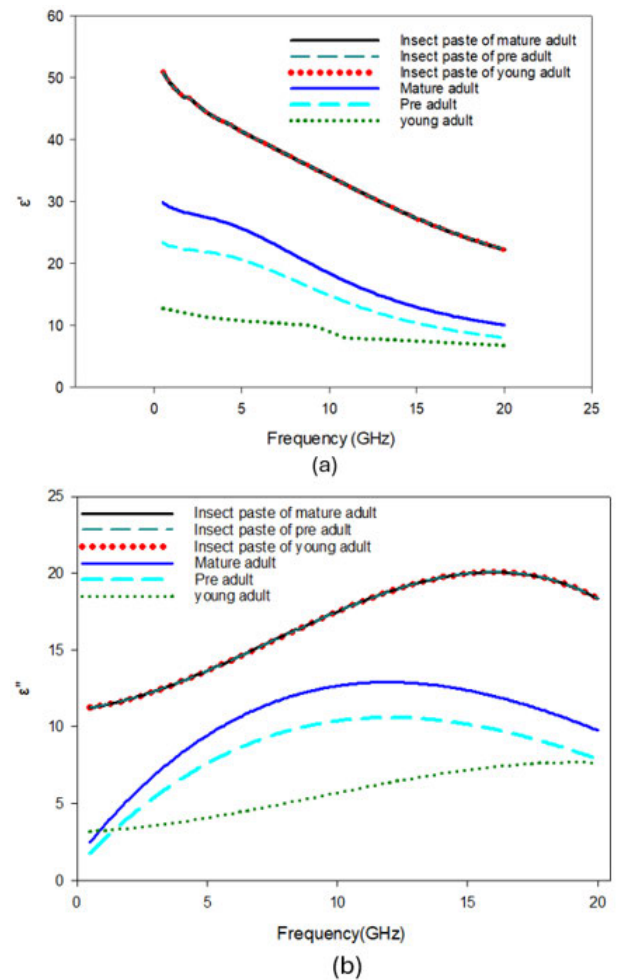 60
50
40
30
20
10
0
ε'
Insect paste of mature adult
Insect paste of pre adult
Insect paste of young adult
Mature adult
Pre adult
young adult
0 5 10 15 20 25
Frequency (GHz)
(a)
25
20
15
10
5
0
ε"
Insect paste of mature adult
Insect paste of pre adult
Insect paste of young adult
Mature adult
Pre adult
young adult
0 5 10 15 20
Frequency(GHz)
(b)